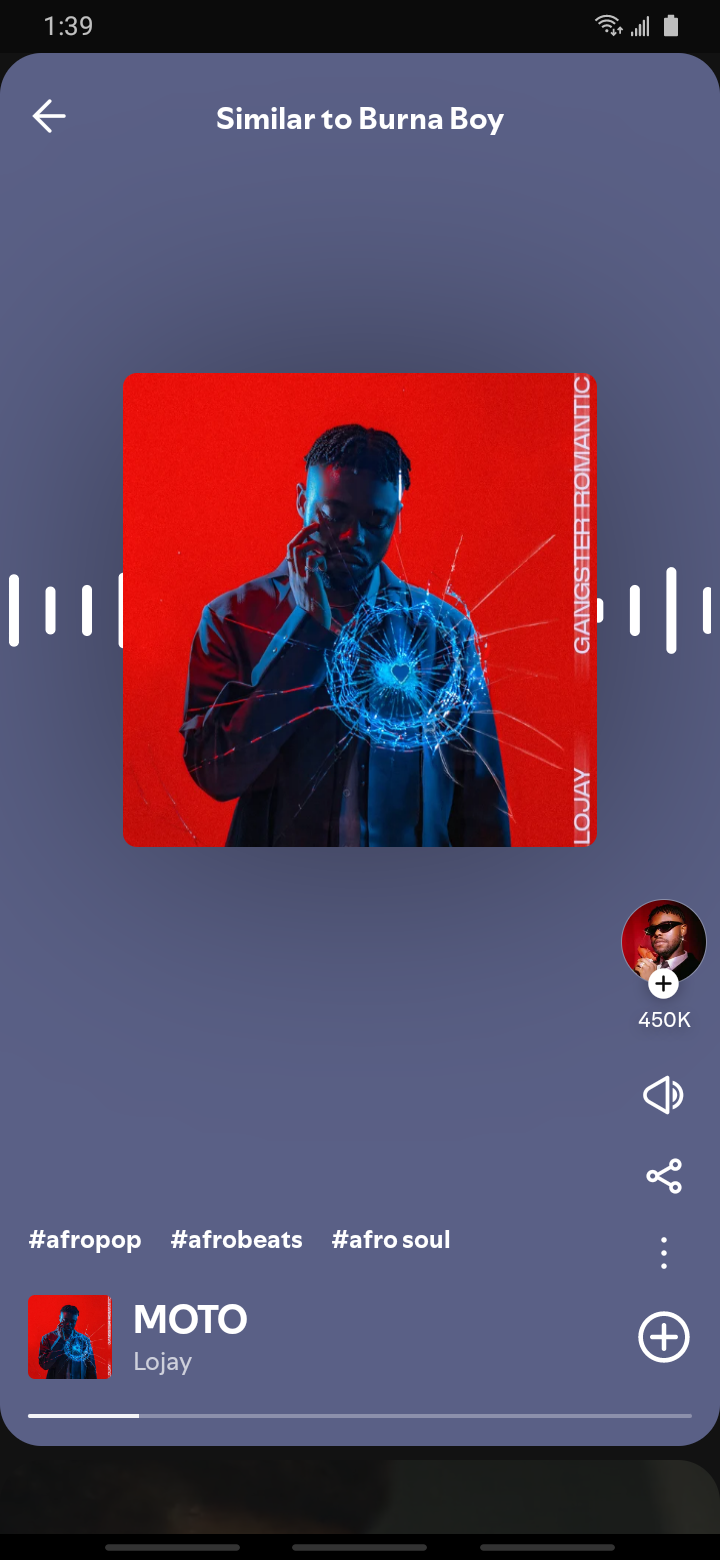 1:39
Similar to Burna Boy
GANGSTER ROMANTIC
LOJAY
450K
#afropop #afrobeats #afro soul
MOTO
Lojay